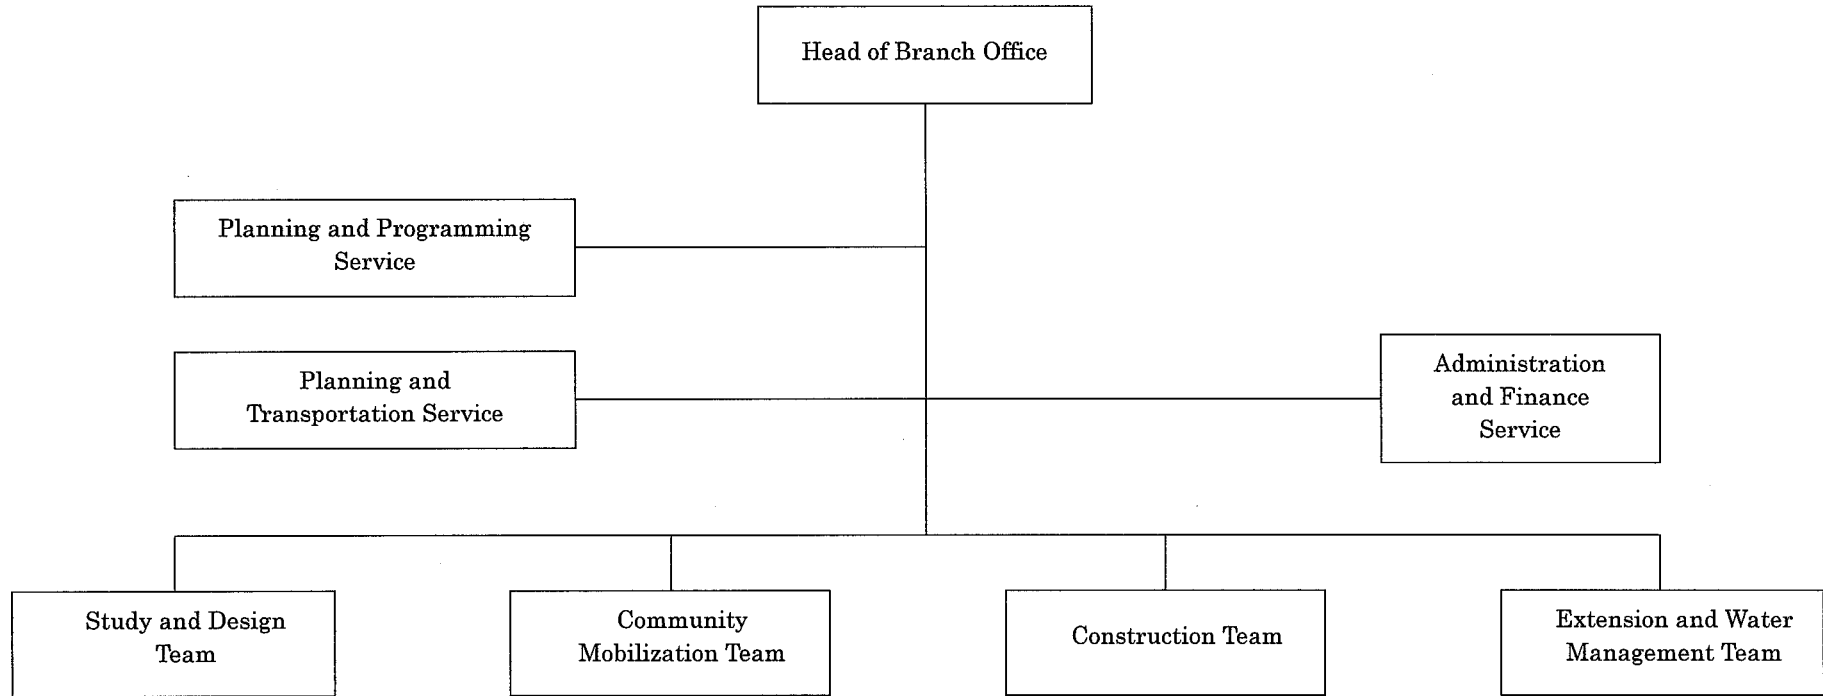 Head of Branch Office
Planning and Programming
Service
Planning and
Transportation Service
Administration
and Finance
Service
Study and Design
Team
Community
Mobilization Team
Construction Team
Extension and Water
Management Team